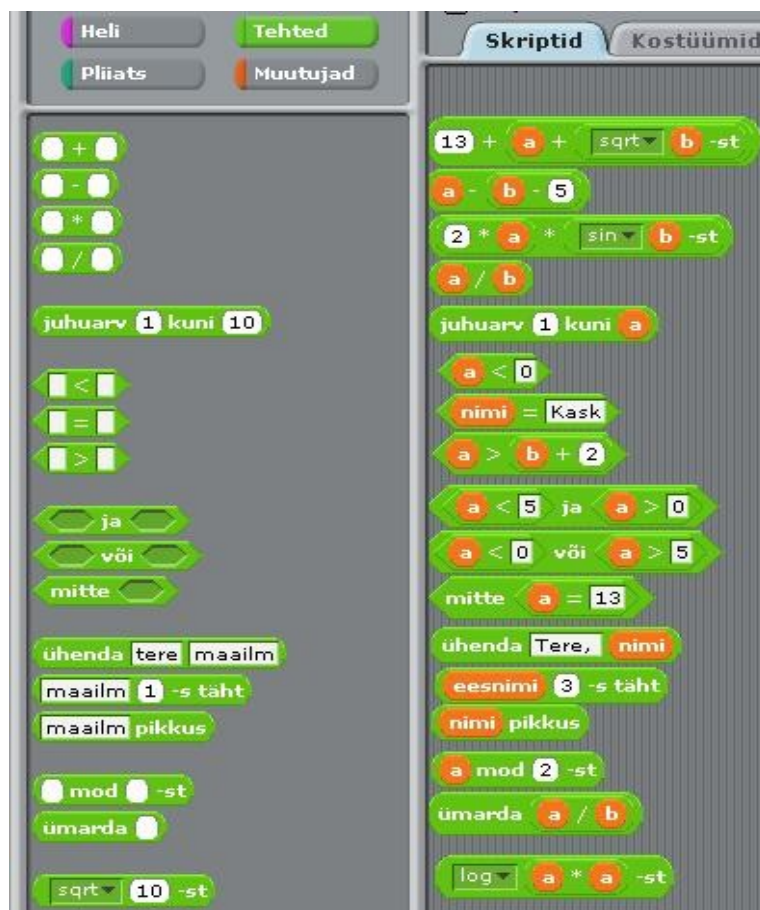 Heli Tehted
Pliiats Muutujad
Skriptid Kostüümid
+
-
*
/
juhuarv 1 kuni 10
<
=
>
ja
või
mitte
ühenda tere maailm
maailm 1 -s täht
maailm pikkus
mod -st
ümarda
sqrt 10 -st
13 + a + sqrt b -st
a - b - 5
2 * a * sin b -st
a / b
juhuarv 1 kuni a
a < 0
nimi = Kask
a > b + 2
a < 5 ja a > 0
a < 0 või a > 5
mitte a = 13
ühenda Tere, nimi
eesnimi 3 -s täht
nimi pikkus
a mod 2 -st
ümarda a / b
log a * a -st